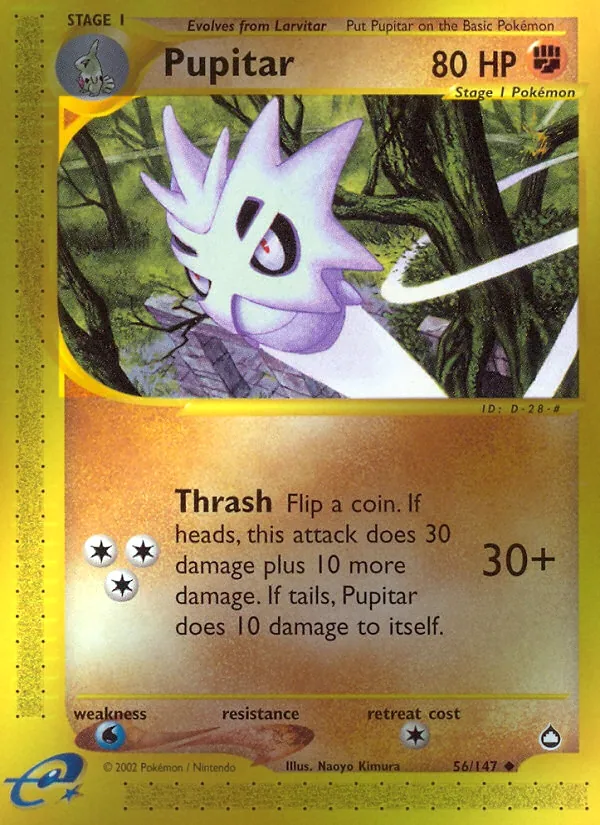 STAGE 1
Evolves from Larvitar Put Pupitar on the Basic Pokémon
Pupitar 80 HP
Stage 1 Pokémon
ID: D-28-#
Thrash Flip a coin. If
heads, this attack does 30
damage plus 10 more
damage. If tails, Pupitar
does 10 damage to itself.
30+
weakness resistance retreat cost
© 2002 Pokémon / Nintendo Illus. Naoyo Kimura 56/147
e